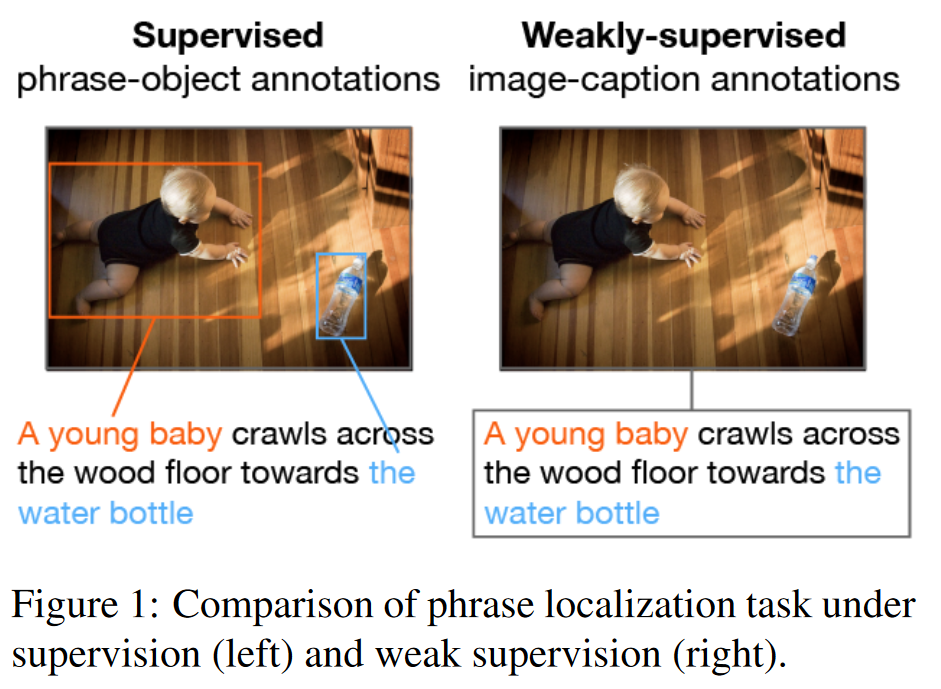 Supervised
phrase-object annotations
A young baby crawls across
the wood floor towards the
water bottle
Weakly-supervised
image-caption annotations
A young baby crawls across
the wood floor towards the
water bottle
Figure 1: Comparison of phrase localization task under
supervision (left) and weak supervision (right).